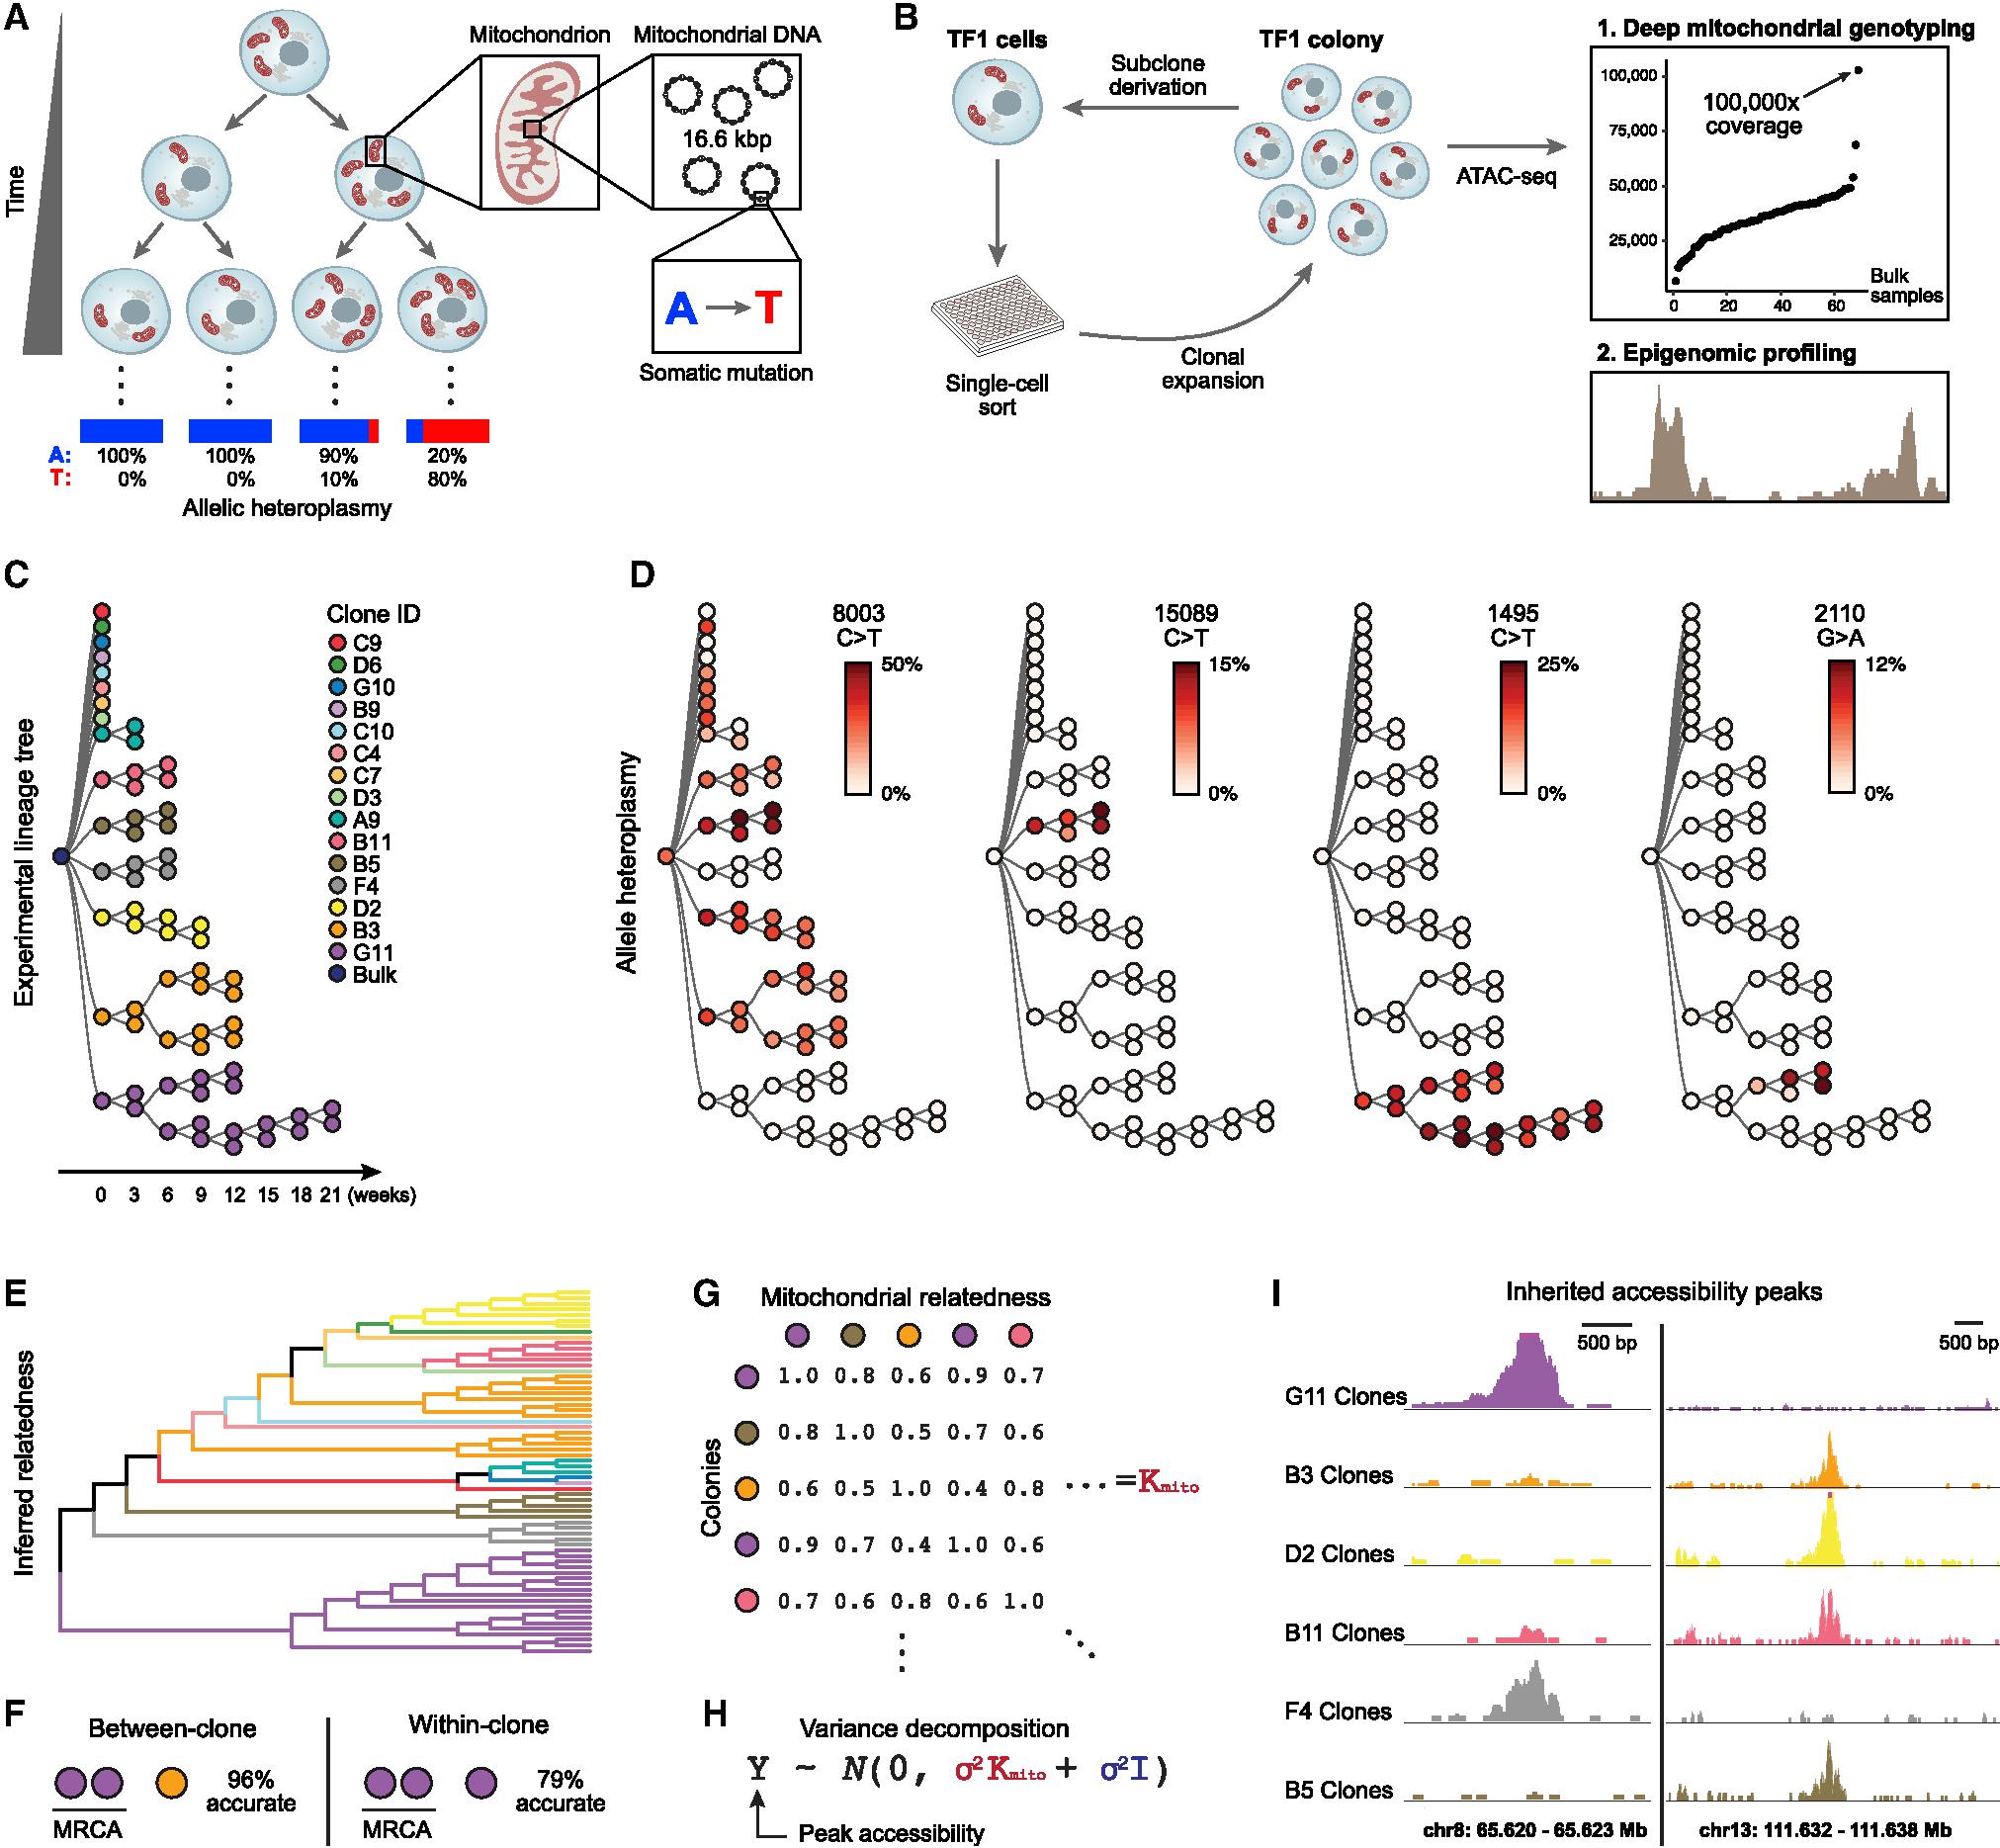 A
Time
Mitochondrion
Mitochondrial DNA
16.6 kbp
A → T
Somatic mutation
A: 100% 100% 90% 20%
T: 0% 0% 10% 80%
Allelic heteroplasmy
B
TF1 cells
Subclone
derivation
TF1 colony
ATAC-seq
Single-cell
sort
Clonal
expansion
1. Deep mitochondrial genotyping
100,000
75,000
50,000
25,000
100,000x
coverage
0 20 40 60
Bulk
samples
2. Epigenomic profiling
C
Experimental lineage tree
Clone ID
C9
D6
G10
B9
C10
C4
C7
D3
A9
B11
B5
F4
D2
B3
G11
Bulk
0 3 6 9 12 15 18 21 (weeks)
D
Allele heteroplasmy
8003
C>T
50%
0%
15089
C>T
15%
0%
1495
C>T
25%
0%
2110
G>A
12%
0%
E
Inferred relatedness
F
Between-clone
96%
accurate
MRCA
Within-clone
79%
accurate
MRCA
G
Mitochondrial relatedness
Colonies
1.0 0.8 0.6 0.9 0.7
0.8 1.0 0.5 0.7 0.6
0.6 0.5 1.0 0.4 0.8
0.9 0.7 0.4 1.0 0.6
0.7 0.6 0.8 0.6 1.0
... =Kmito
H
Variance decomposition
Y ~ N(0, σ²Kmito + σ²I)
Peak accessibility
I
Inherited accessibility peaks
500 bp
500 bp
G11 Clones
B3 Clones
D2 Clones
B11 Clones
F4 Clones
B5 Clones
chr8: 65.620 - 65.623 Mb
chr13: 111.632 - 111.638 Mb